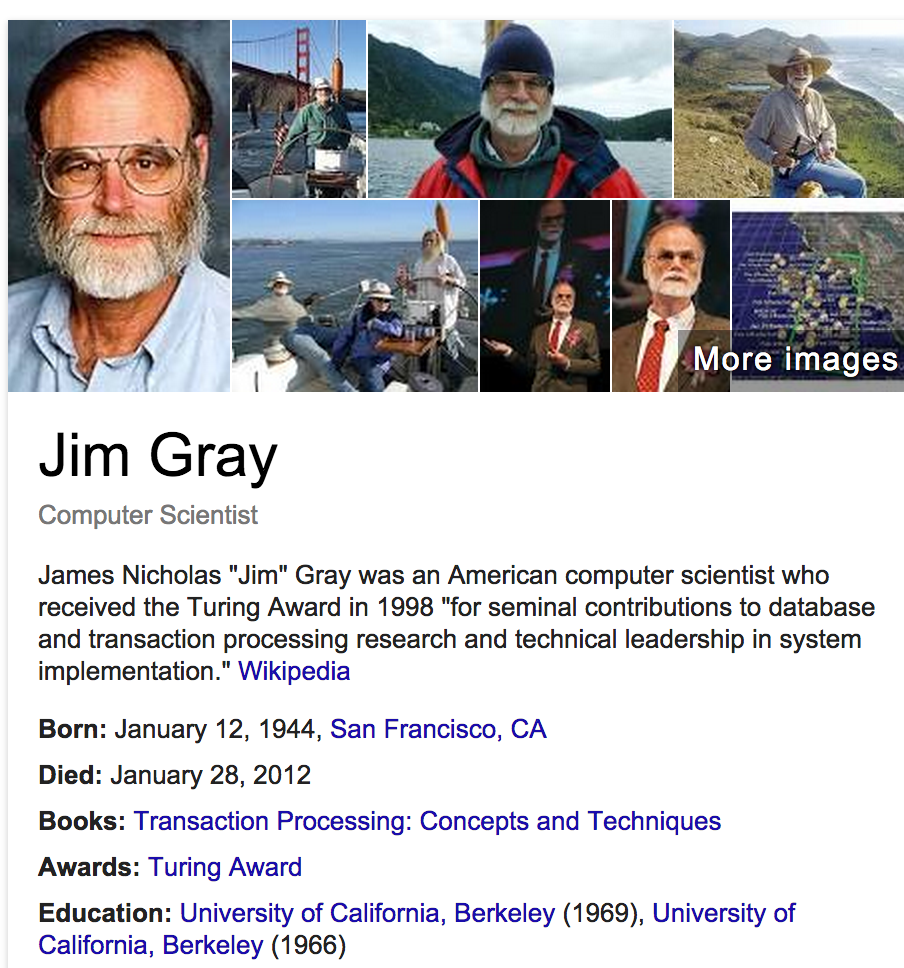 More images
Jim Gray
Computer Scientist
James Nicholas "Jim" Gray was an American computer scientist who
received the Turing Award in 1998 "for seminal contributions to database
and transaction processing research and technical leadership in system
implementation." Wikipedia
Born: January 12, 1944, San Francisco, CA
Died: January 28, 2012
Books: Transaction Processing: Concepts and Techniques
Awards: Turing Award
Education: University of California, Berkeley (1969), University of
California, Berkeley (1966)